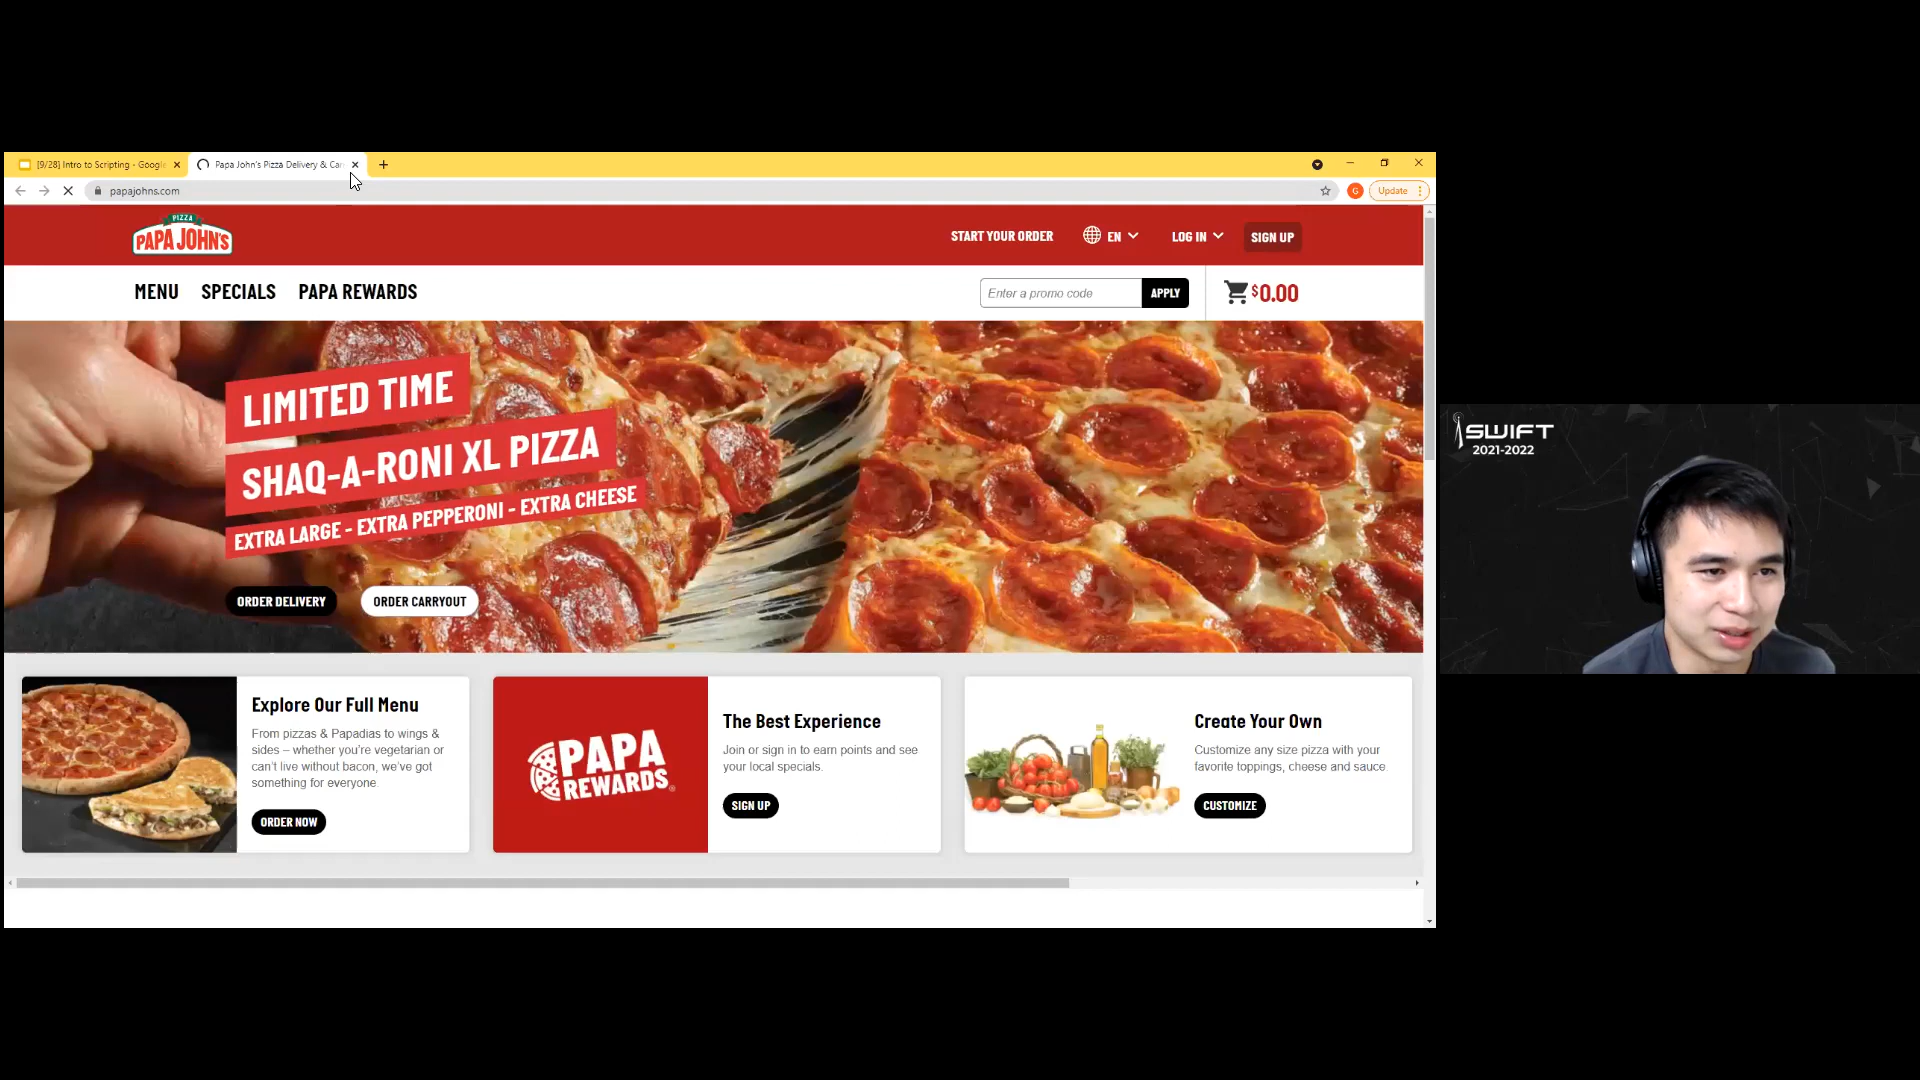 [9/28] Intro to Scripting - Google
Papa John's Pizza Delivery & Car
papajohns.com
G
Update
PIZZA
PAPA JOHN'S
START YOUR ORDER
EN
LOG IN
SIGN UP
MENU
SPECIALS
PAPA REWARDS
Enter a promo code
APPLY
$0.00
LIMITED TIME
SHAQ-A-RONI XL PIZZA
EXTRA LARGE - EXTRA PEPPERONI - EXTRA CHEESE
ORDER DELIVERY
ORDER CARRYOUT
Explore Our Full Menu
From pizzas & Papadias to wings &
sides – whether you're vegetarian or
can't live without bacon, we've got
something for everyone.
ORDER NOW
PAPA
REWARDS®
The Best Experience
Join or sign in to earn points and see
your local specials.
SIGN UP
Create Your Own
Customize any size pizza with your
favorite toppings, cheese and sauce.
CUSTOMIZE
SWIFT
2021-2022